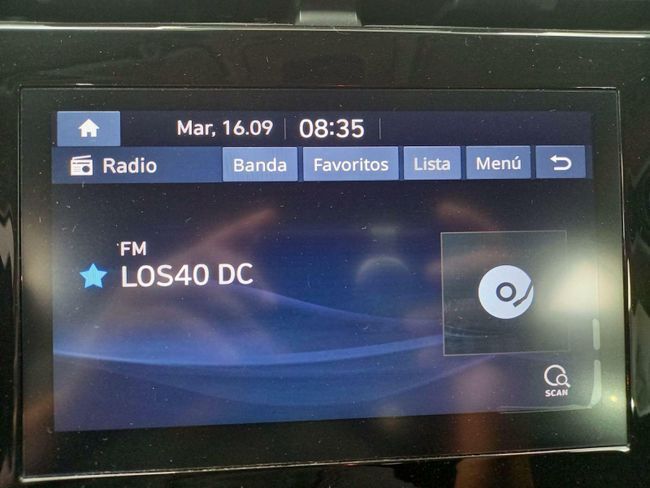 Mar, 16.09 08:35
Radio Banda Favoritos Lista Menú
FM
LOS40 DC
SCAN